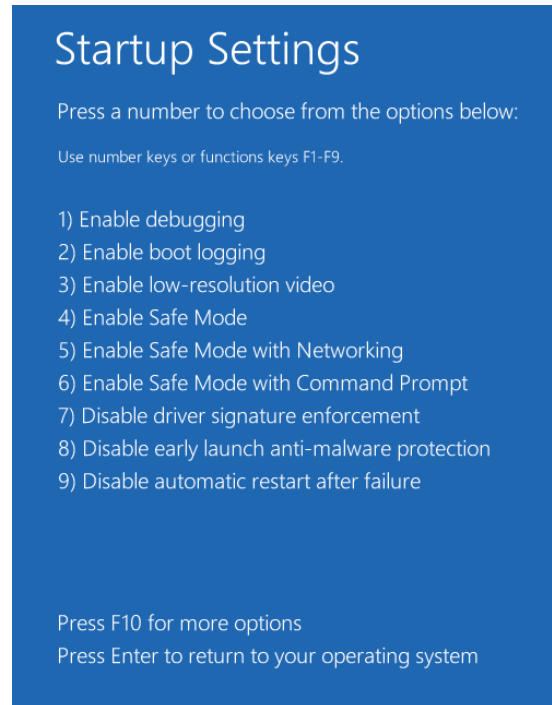 Startup Settings
Press a number to choose from the options below:
Use number keys or functions keys F1-F9.
1) Enable debugging
2) Enable boot logging
3) Enable low-resolution video
4) Enable Safe Mode
5) Enable Safe Mode with Networking
6) Enable Safe Mode with Command Prompt
7) Disable driver signature enforcement
8) Disable early launch anti-malware protection
9) Disable automatic restart after failure
Press F10 for more options
Press Enter to return to your operating system